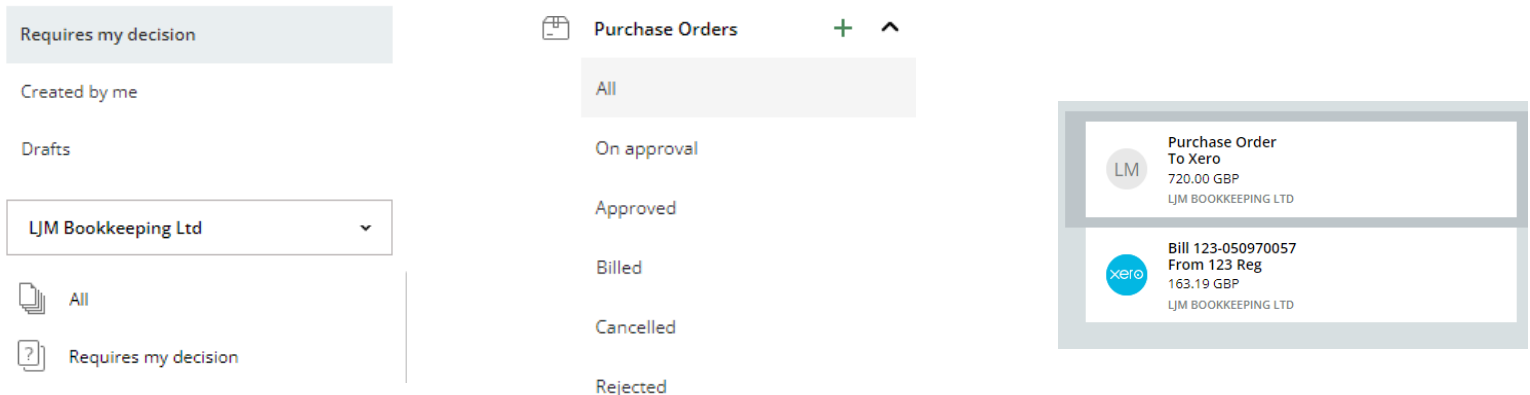 Requires my decision
Created by me
Drafts
LJM Bookkeeping Ltd
All
Requires my decision
Purchase Orders
All
On approval
Approved
Billed
Cancelled
Rejected
LM
Purchase Order
To Xero
720.00 GBP
LJM BOOKKEEPING LTD
xero
Bill 123-050970057
From 123 Reg
163.19 GBP
LJM BOOKKEEPING LTD